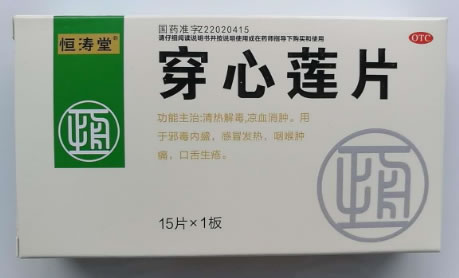 恒涛堂
国药准字Z22020415
请仔细阅读说明书并按说明使用或在药师指导下购买和使用
OTC
穿心莲片
功能主治:清热解毒,凉血消肿。用
于邪毒内盛，感冒发热，咽喉肿
痛，口舌生疮。
15片×1板